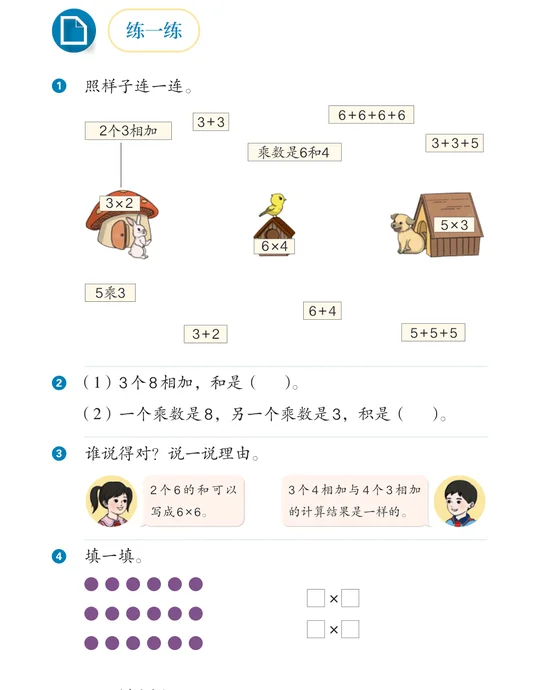 练一练
1 照样子连一连。
2个3相加
3+3
6+6+6+6
乘数是6和4
3+3+5
3×2
6×4
5×3
5乘3
3+2
6+4
5+5+5
2 (1) 3个8相加，和是（ ）。
(2) 一个乘数是8，另一个乘数是3，积是（ ）。
3 谁说得对？说一说理由。
2个6的和可以
写成6×6。
3个4相加与4个3相加
的计算结果是一样的。
4 填一填。
□×□
□×□